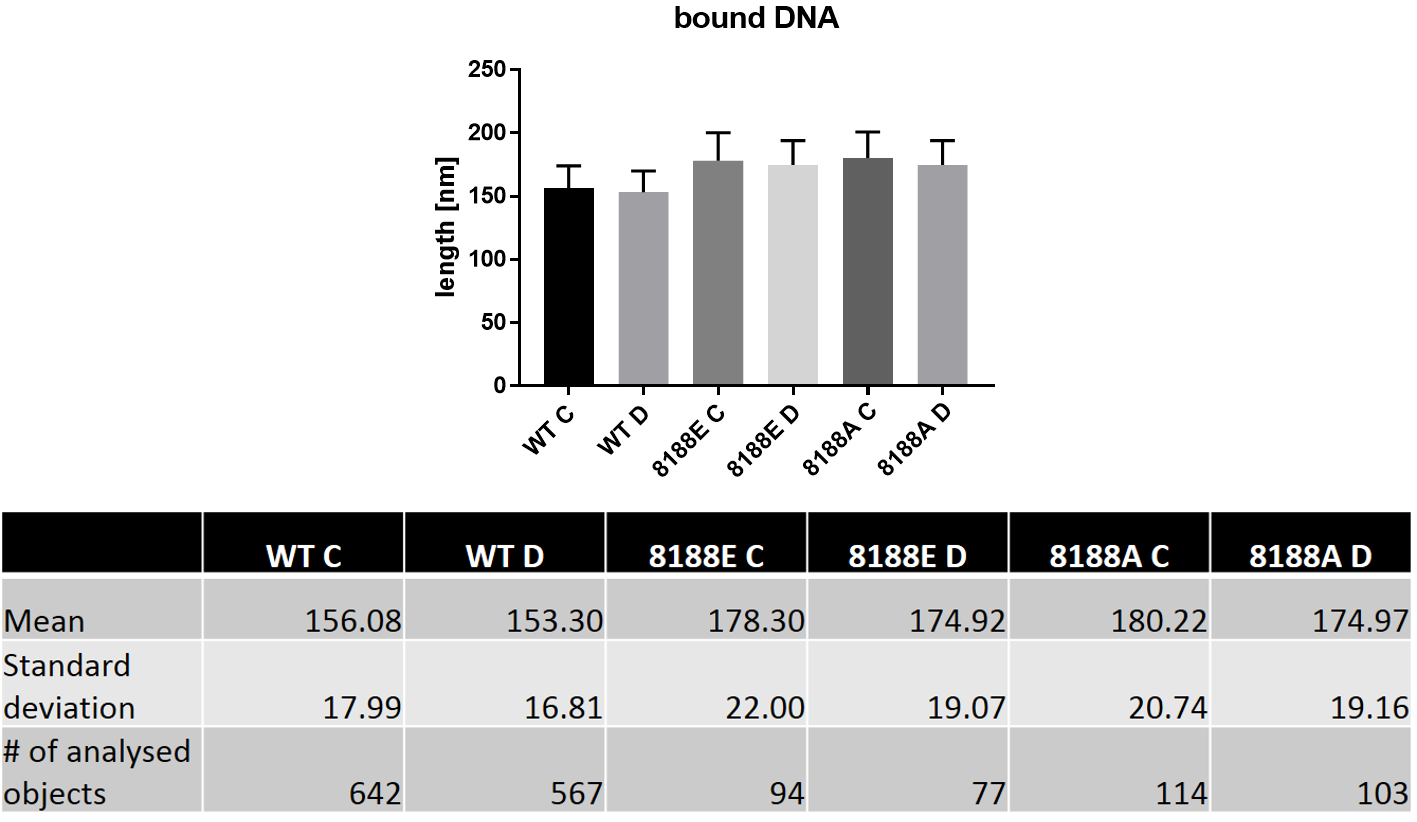 bound DNA
250
200
150
100
50
0
length [nm]
WT C
WT D
8188E C
8188E D
8188A C
8188A D
WT C WT D 8188E C 8188E D 8188A C 8188A D
Mean 156.08 153.30 178.30 174.92 180.22 174.97
Standard
deviation 17.99 16.81 22.00 19.07 20.74 19.16
# of analysed
objects 642 567 94 77 114 103